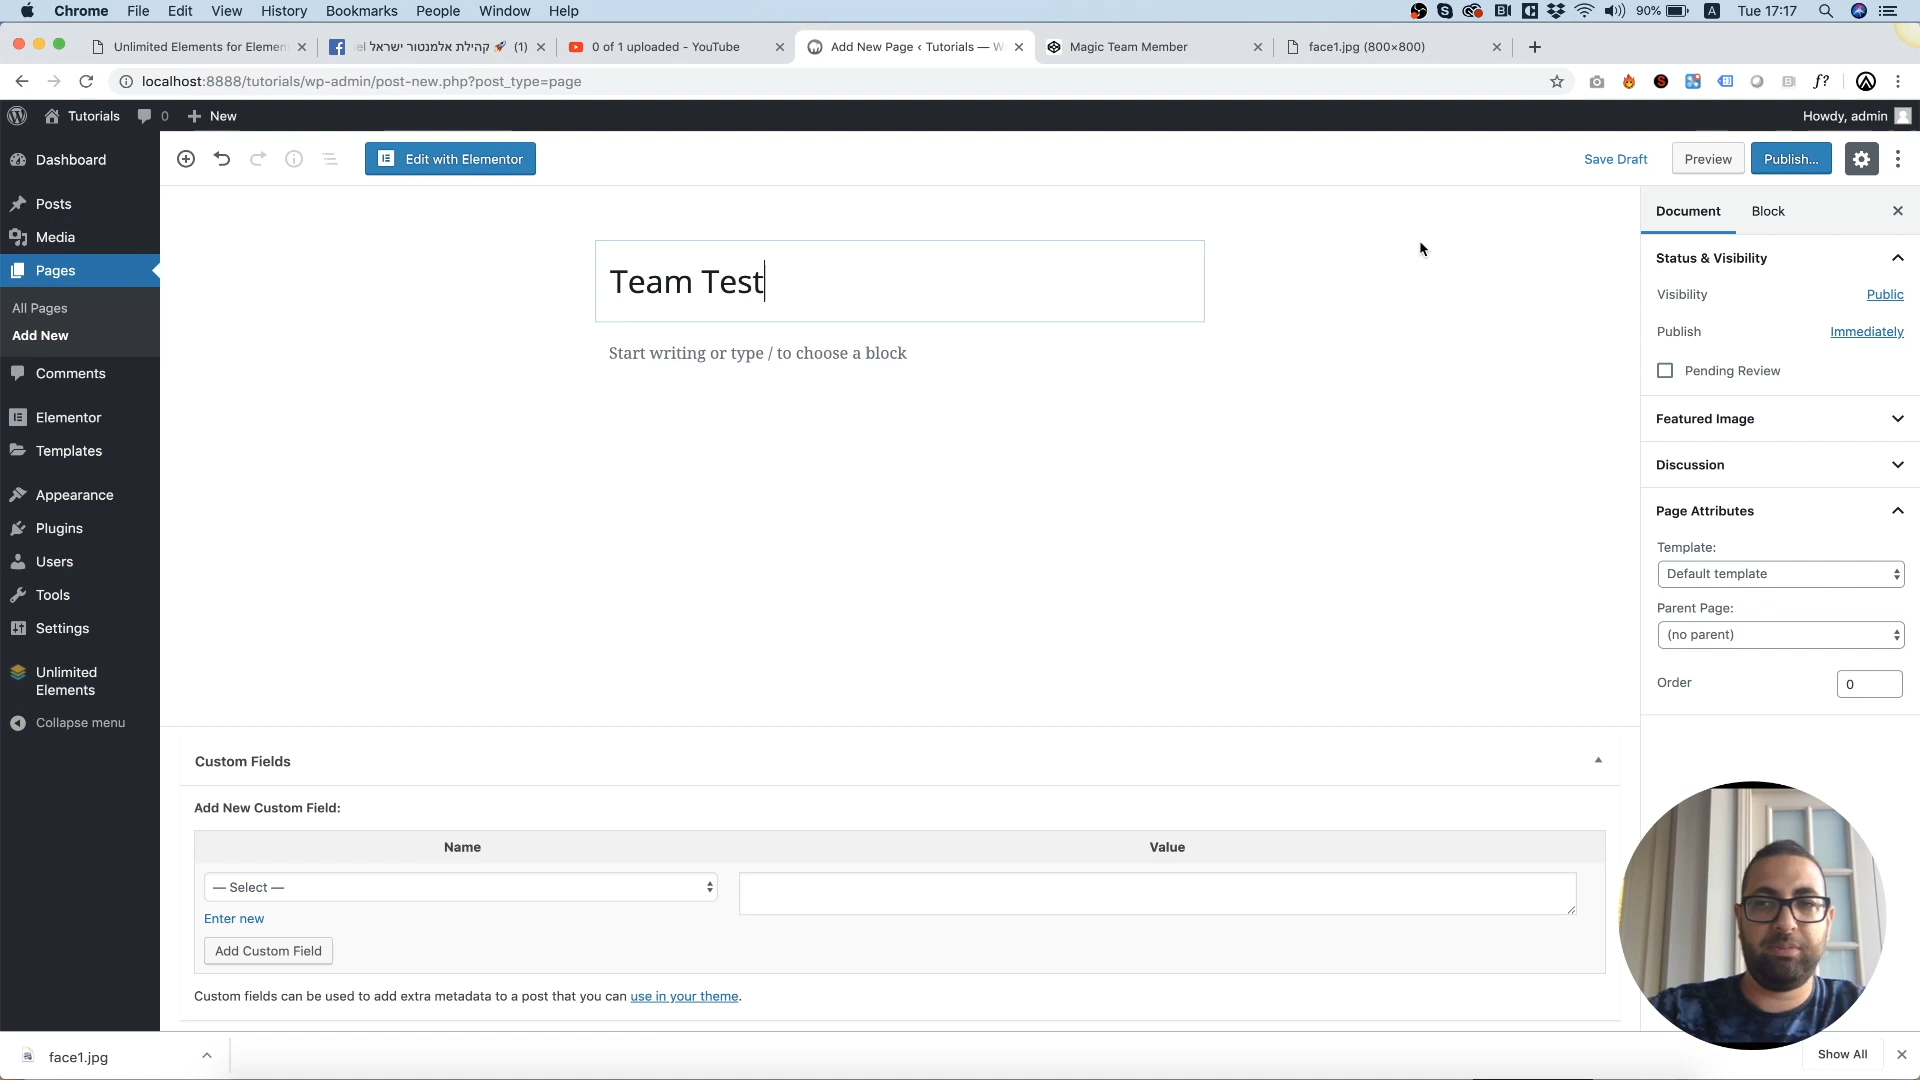 Chrome File Edit View History Bookmarks People Window Help 90% A Tue 17:17
Unlimited Elements for Elemen
(1) 🚀 קהילת אלמנטור ישראל el
0 of 1 uploaded - YouTube
Add New Page ‹ Tutorials — W
Magic Team Member
face1.jpg (800×800)
localhost:8888/tutorials/wp-admin/post-new.php?post_type=page
f?
Tutorials 0 New Howdy, admin
Dashboard
Posts
Media
Pages
All Pages
Add New
Comments
Elementor
Templates
Appearance
Plugins
Users
Tools
Settings
Unlimited
Elements
Collapse menu
Edit with Elementor
Save Draft Preview Publish...
Team Test
Start writing or type / to choose a block
Document Block
Status & Visibility
Visibility Public
Publish Immediately
Pending Review
Featured Image
Discussion
Page Attributes
Template:
Default template
Parent Page:
(no parent)
Order 0
Custom Fields
Add New Custom Field:
Name Value
— Select —
Enter new
Add Custom Field
Custom fields can be used to add extra metadata to a post that you can use in your theme.
face1.jpg
Show All